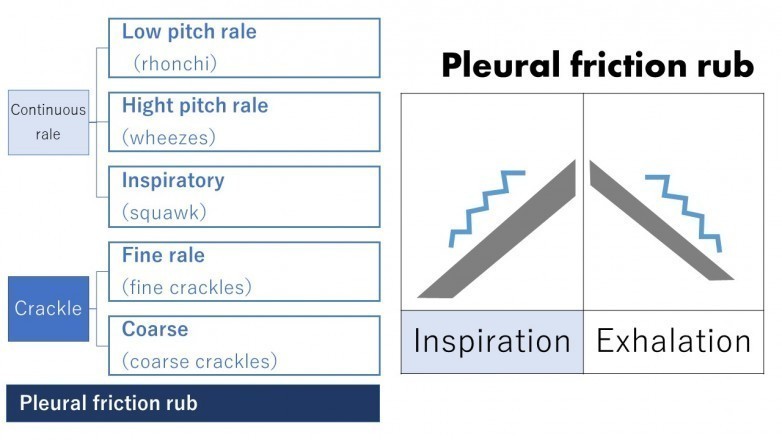 Continuous
rale
Low pitch rale
(rhonchi)
Hight pitch rale
(wheezes)
Inspiratory
(squawk)
Crackle
Fine rale
(fine crackles)
Coarse
(coarse crackles)
Pleural friction rub
Pleural friction rub
Inspiration
Exhalation